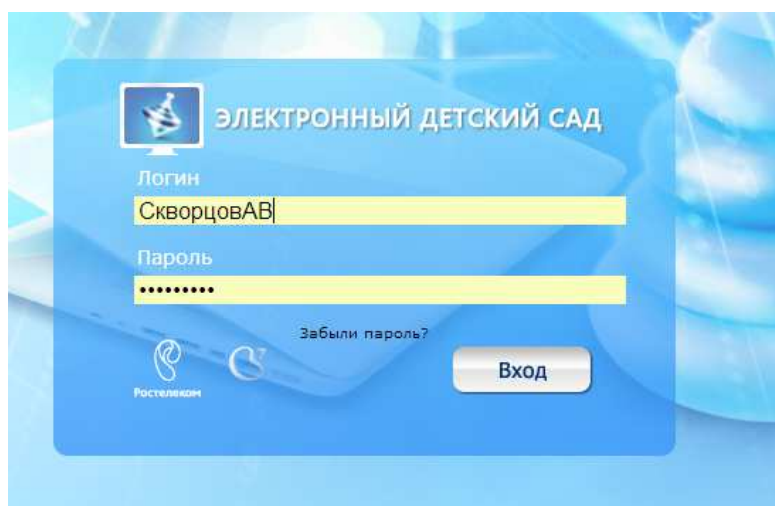 ЭЛЕКТРОННЫЙ ДЕТСКИЙ САД
Логин
СкворцовАВ
Пароль
•••••••••
Забыли пароль?
Ростелеком
Вход